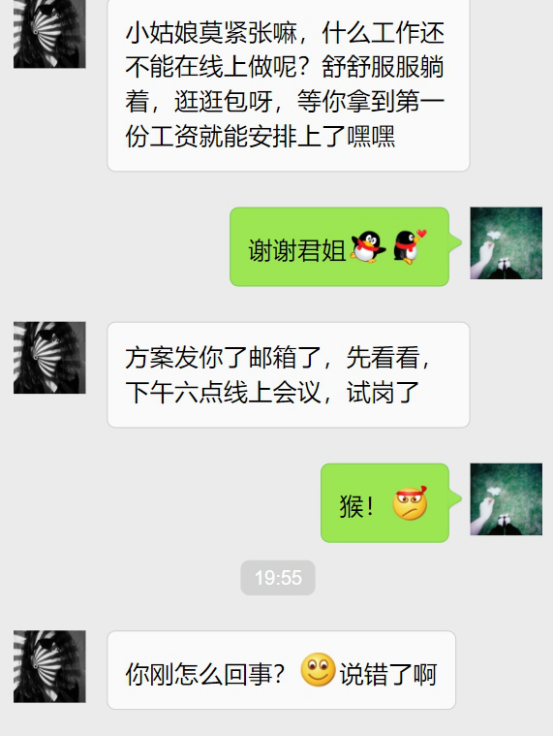 小姑娘莫紧张嘛，什么工作还
不能在线上做呢？舒舒服服躺
着，逛逛包呀，等你拿到第一
份工资就能安排上了嘿嘿
谢谢君姐
方案发你了邮箱了，先看看，
下午六点线上会议，试岗了
猴！
19:55
你刚怎么回事？说错了啊